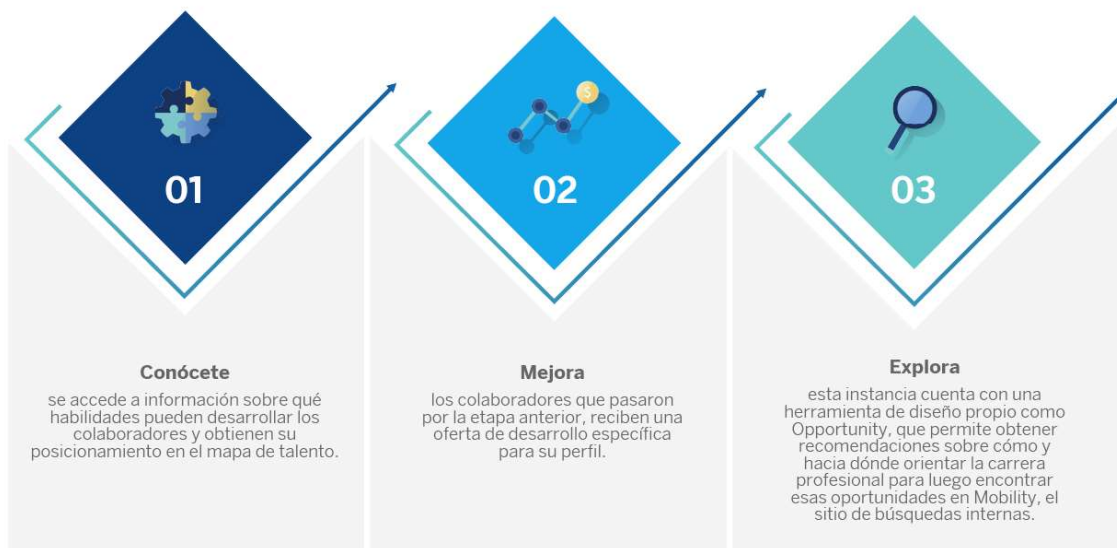 01
Conócete
se accede a información sobre qué
habilidades pueden desarrollar los
colaboradores y obtienen su
posicionamiento en el mapa de talento.
$
02
Mejora
los colaboradores que pasaron
por la etapa anterior, reciben una
oferta de desarrollo específica
para su perfil.
03
Explora
esta instancia cuenta con una
herramienta de diseño propio como
Opportunity, que permite obtener
recomendaciones sobre cómo y
hacia dónde orientar la carrera
profesional para luego encontrar
esas oportunidades en Mobility, el
sitio de búsquedas internas.